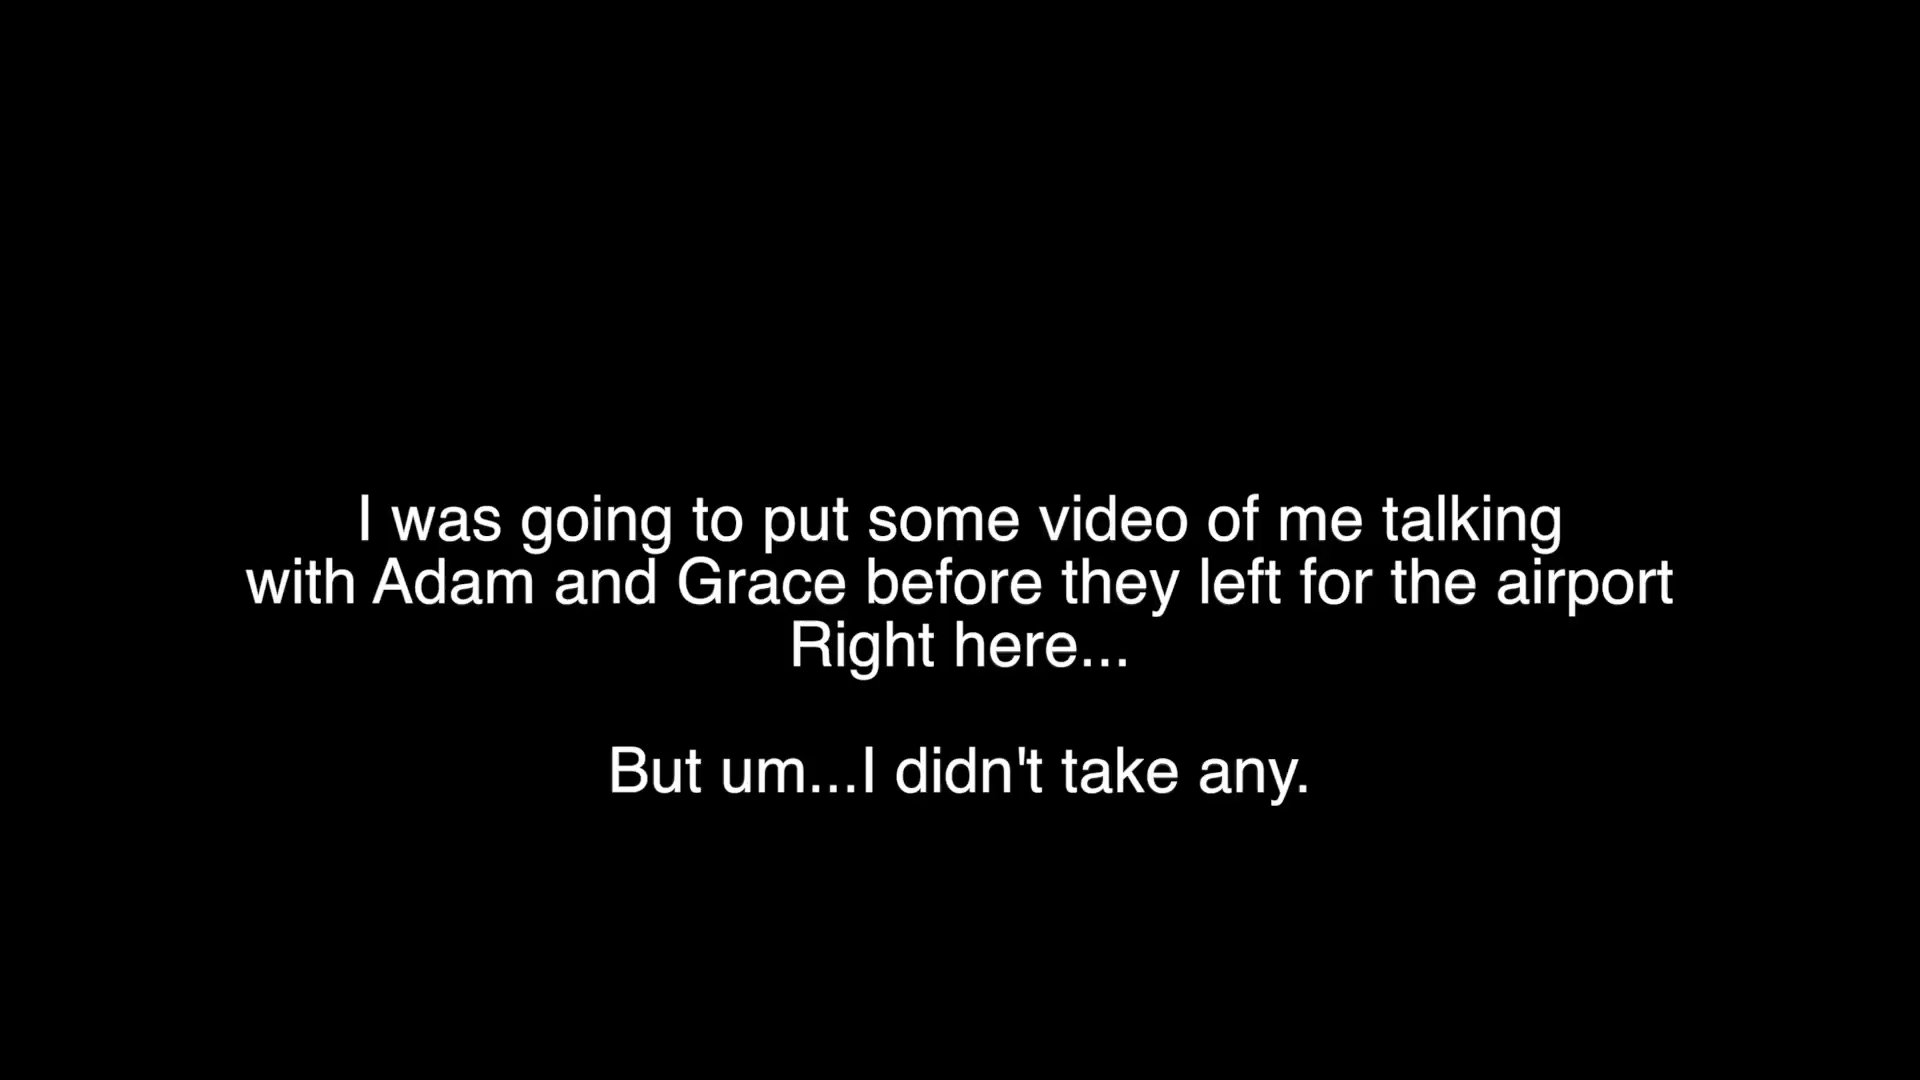 I was going to put some video of me talking
with Adam and Grace before they left for the airport
Right here...
But um...I didn't take any.